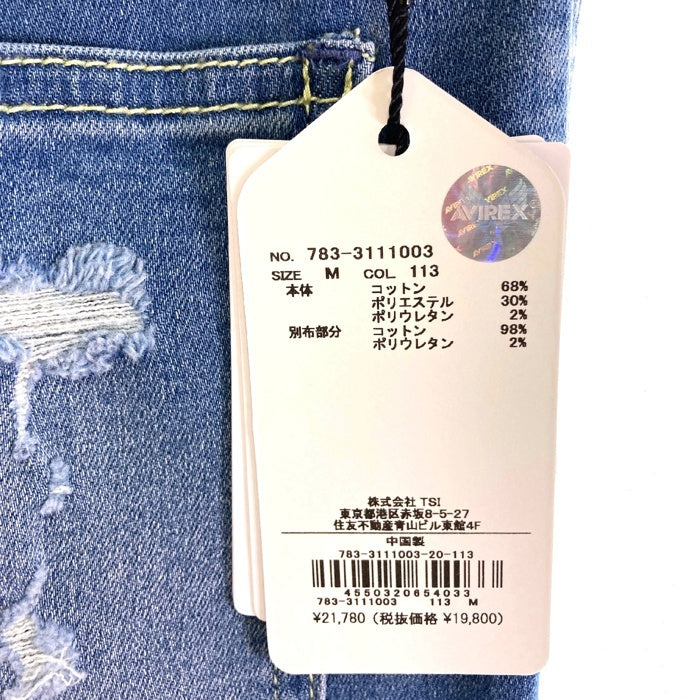 AVIREX
NO. 783-3111003
SIZE M COL 113
本体 コットン 68%
ポリエステル 30%
ポリウレタン 2%
別布部分 コットン 98%
ポリウレタン 2%
株式会社 TSI
東京都港区赤坂8-5-27
住友不動産青山ビル東館4F
中国製
783-3111003-20-113
4550320654033
783-3111003 113 M
¥21,780 (税抜価格 ¥19,800)